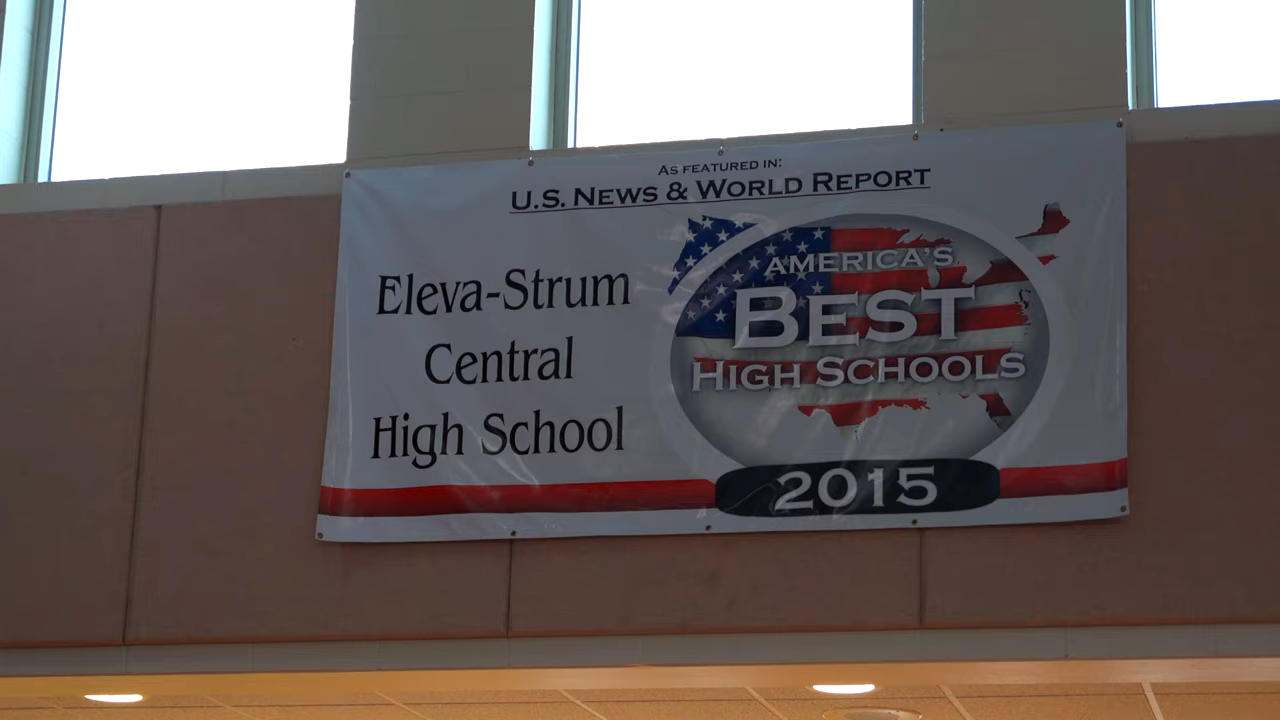 AS FEATURED IN:
U.S. NEWS & WORLD REPORT
Eleva-Strum
Central
High School
AMERICA'S
BEST
HIGH SCHOOLS
2015